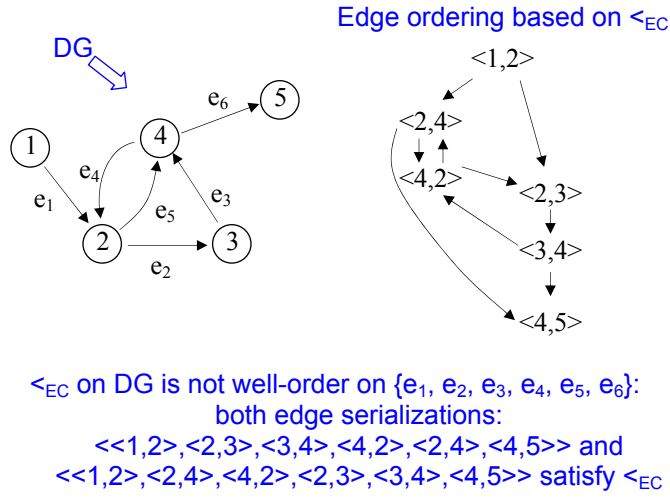 Edge ordering based on <EC
DG
<1,2>
<2,4>
<4,2>
<2,3>
<3,4>
<4,5>
1
2
3
4
5
e1
e2
e3
e4
e5
e6
<EC on DG is not well-order on {e1, e2, e3, e4, e5, e6}:
both edge serializations:
<<1,2>,<2,3>,<3,4>,<4,2>,<2,4>,<4,5>> and
<<1,2>,<2,4>,<4,2>,<2,3>,<3,4>,<4,5>> satisfy <EC